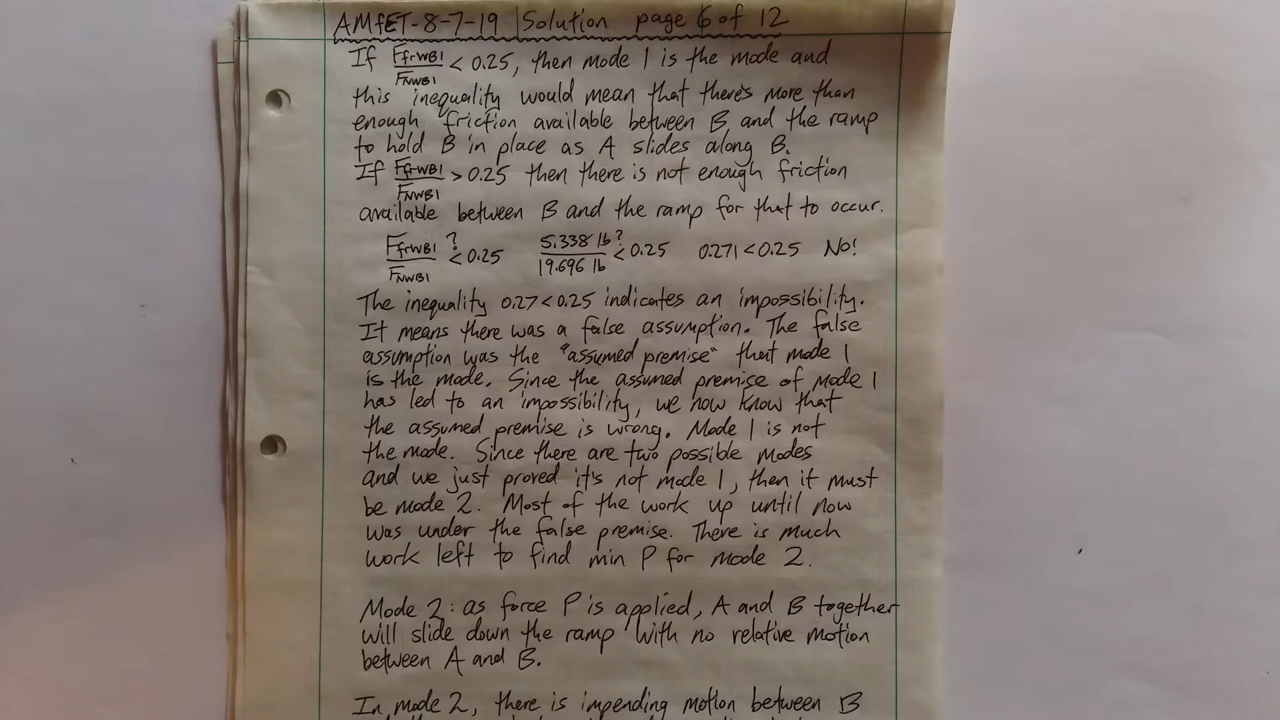 AMfET-8-7-19 | Solution page 6 of 12
If FfrWB1/FNWB1 < 0.25, then mode 1 is the mode and
this inequality would mean that there's more than
enough friction available between B and the ramp
to hold B in place as A slides along B.
If FfrWB1/FNWB1 > 0.25 then there is not enough friction
available between B and the ramp for that to occur.
FfrWB1/FNWB1 ?< 0.25 5.338 lb/19.696 lb ?< 0.25 0.271 < 0.25 No!
The inequality 0.27 < 0.25 indicates an impossibility.
It means there was a false assumption. The false
assumption was the "assumed premise" that mode 1
is the mode. Since the assumed premise of mode 1
has led to an impossibility, we now know that
the assumed premise is wrong. Mode 1 is not
the mode. Since there are two possible modes
and we just proved it's not mode 1, then it must
be mode 2. Most of the work up until now
was under the false premise. There is much
work left to find min P for mode 2.
Mode 2: as force P is applied, A and B together
will slide down the ramp with no relative motion
between A and B.
In mode 2, there is impending motion between B